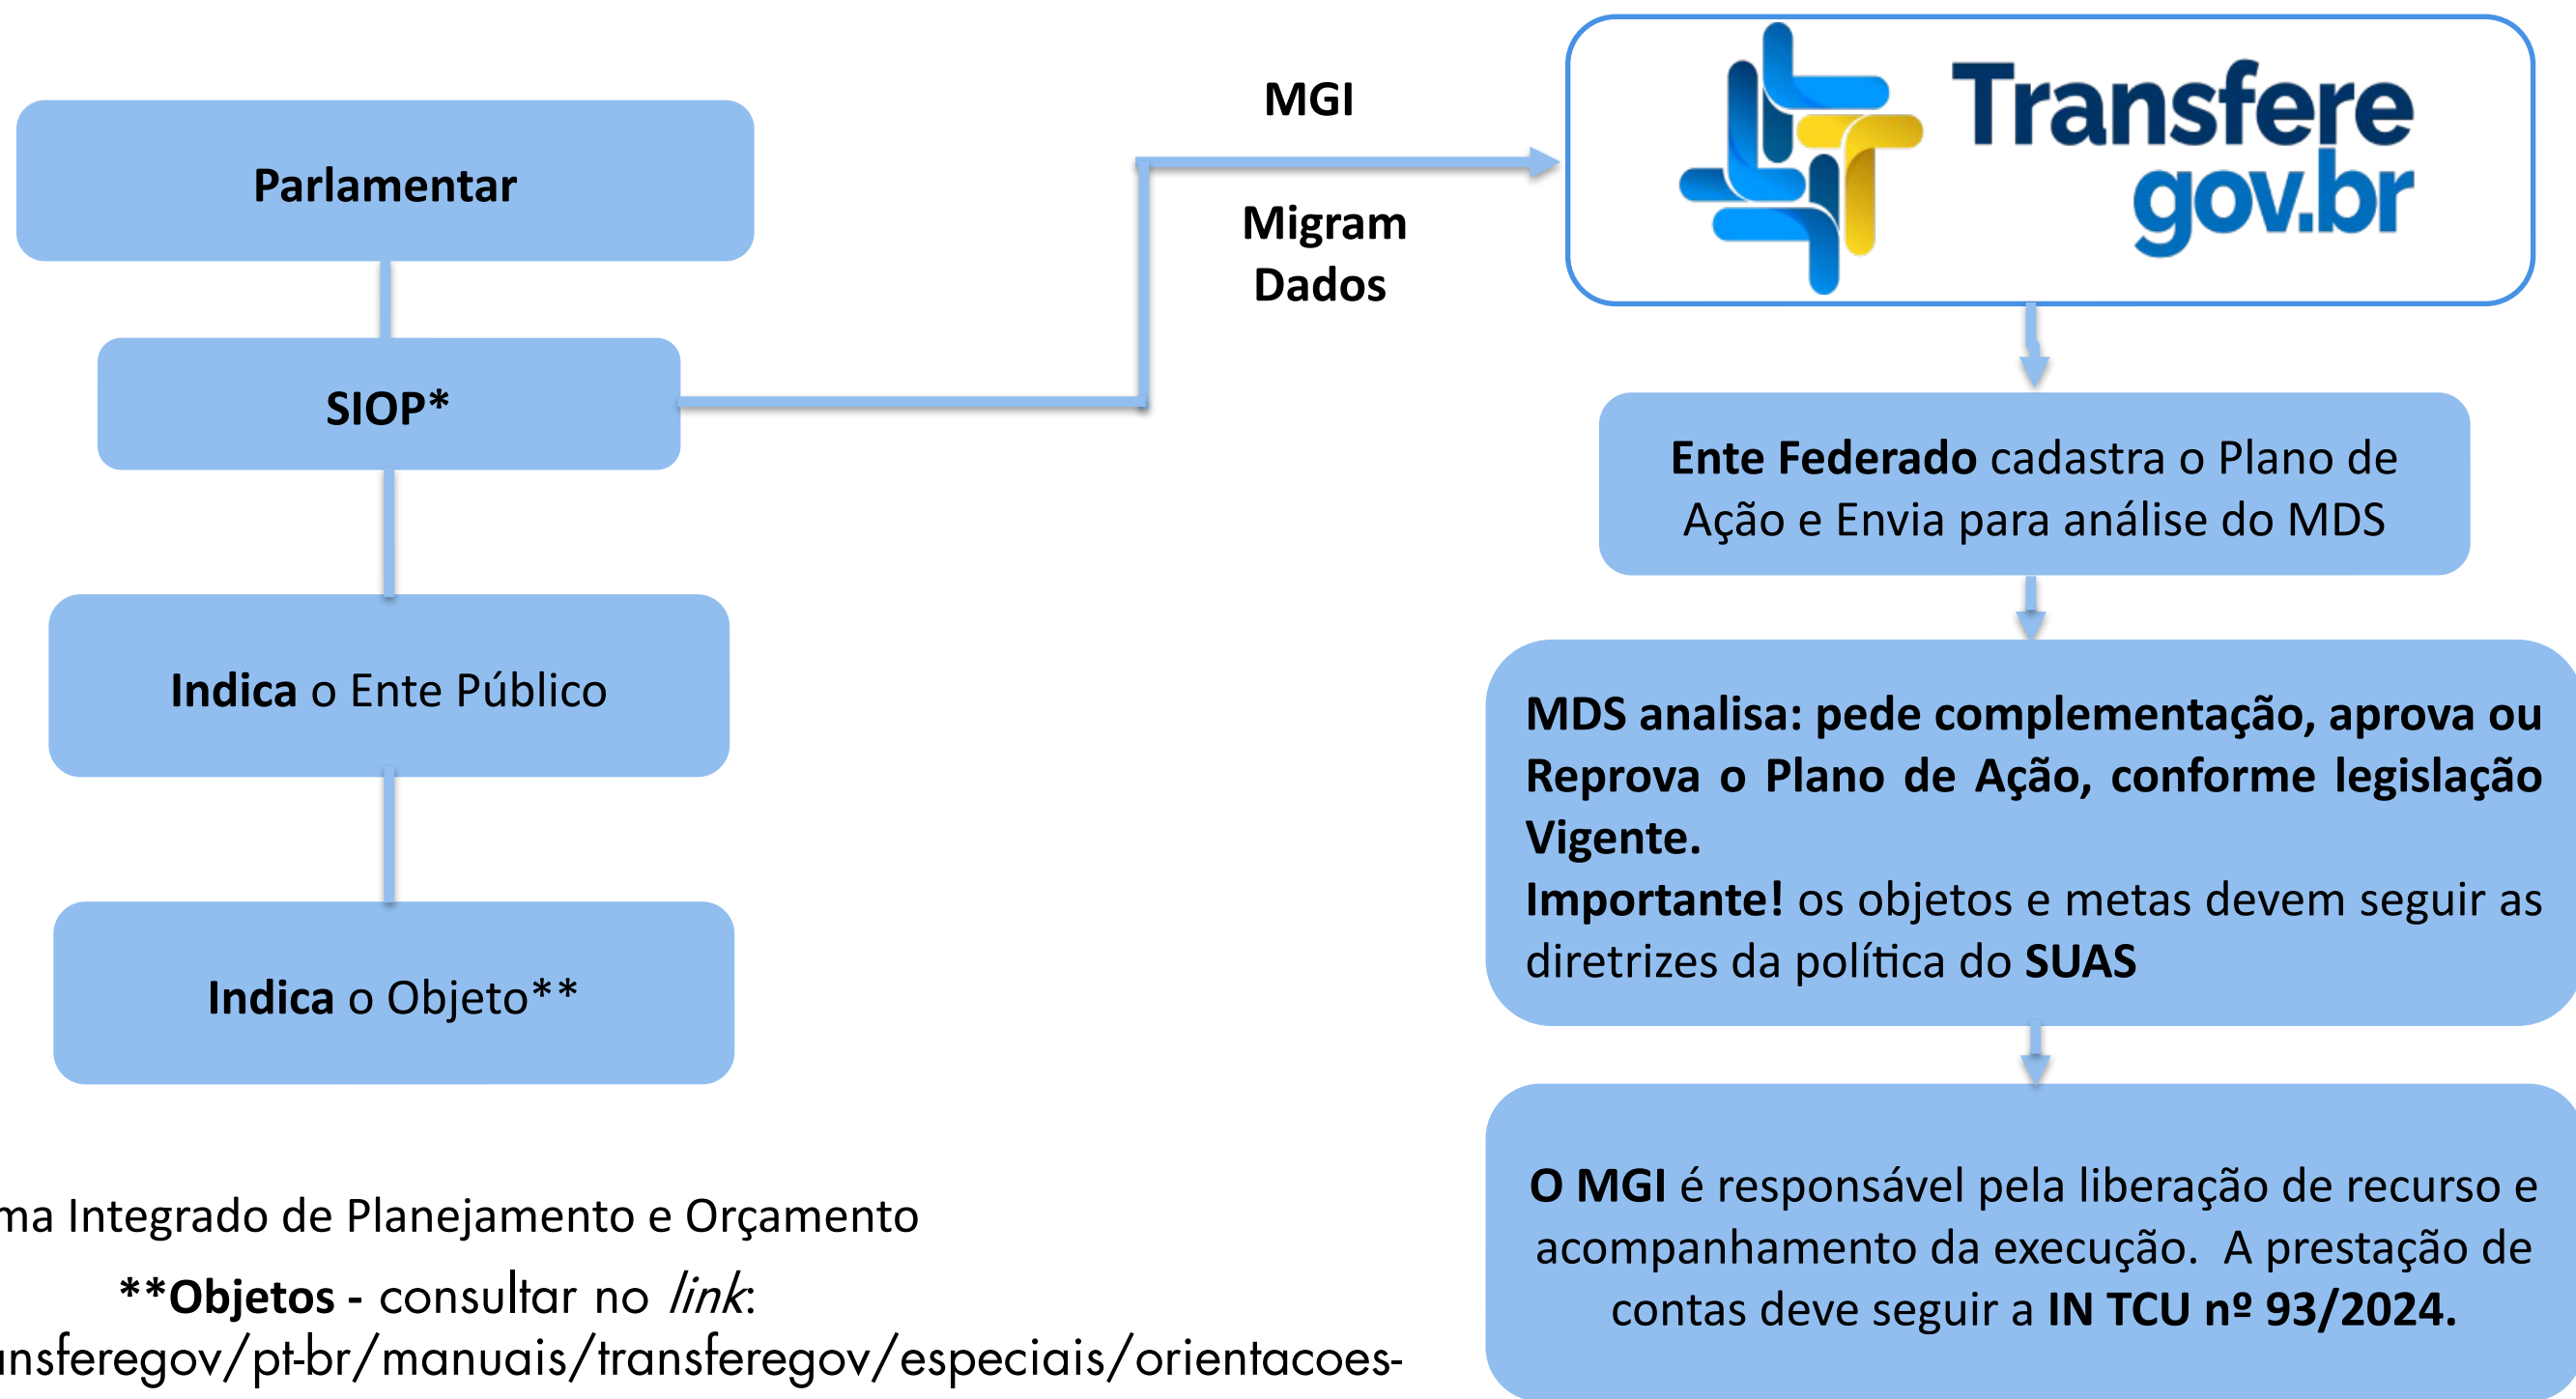 Parlamentar
SIOP*
Indica o Ente Público
Indica o Objeto**
MGI
Migram
Dados
Transfere
gov.br
Ente Federado cadastra o Plano de
Ação e Envia para análise do MDS
MDS analisa: pede complementação, aprova ou
Reprova o Plano de Ação, conforme legislação
Vigente.
Importante! os objetos e metas devem seguir as
diretrizes da política do SUAS
O MGI é responsável pela liberação de recurso e
acompanhamento da execução. A prestação de
contas deve seguir a IN TCU nº 93/2024.
ma Integrado de Planejamento e Orçamento
**Objetos - consultar no link:
ansferegov/pt-br/manuais/transferegov/especiais/orientacoes-